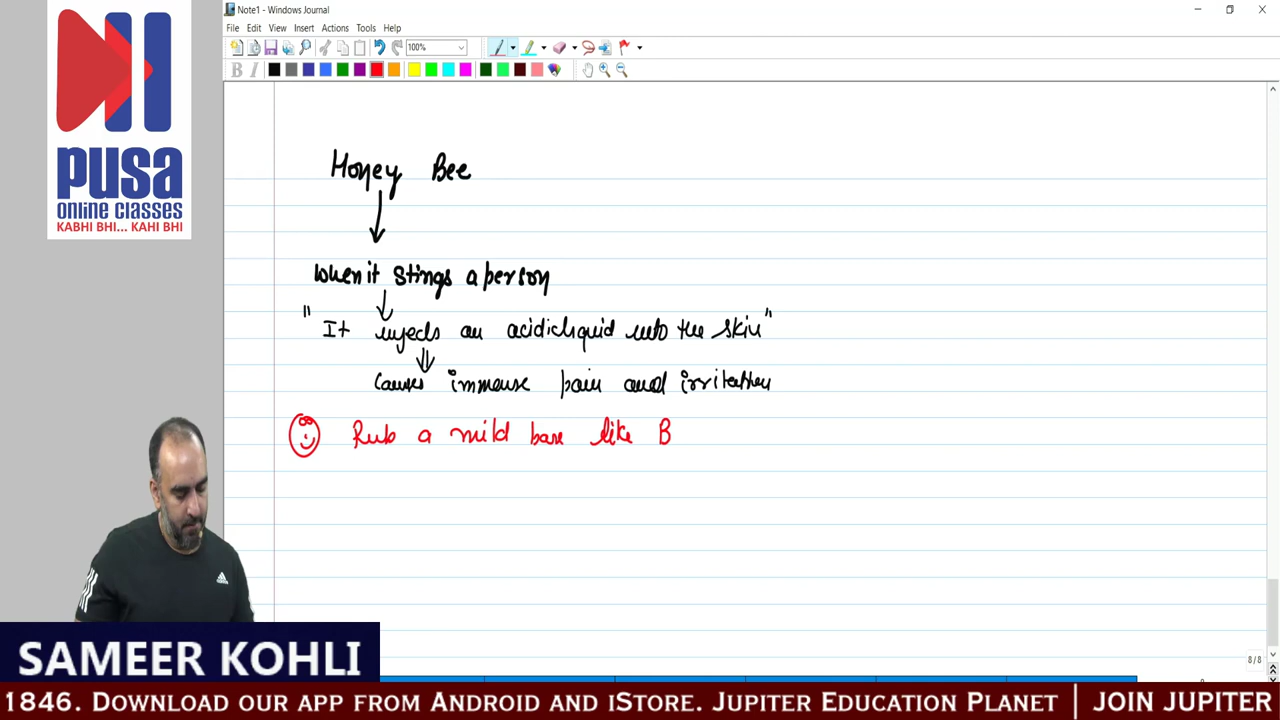 Note1 - Windows Journal
File Edit View Insert Actions Tools Help
100%
B I
PUSA
ONLINE CLASSES
KABHI BHI... KAHI BHI
Honey Bee
When it stings a person
" It injects an acidic liquid into the skin "
Causes immense pain and irritation
Rub a mild base like B
8/8
SAMEER KOHLI
1846. Download our app from Android and iStore. Jupiter Education Planet | JOIN JUPITER